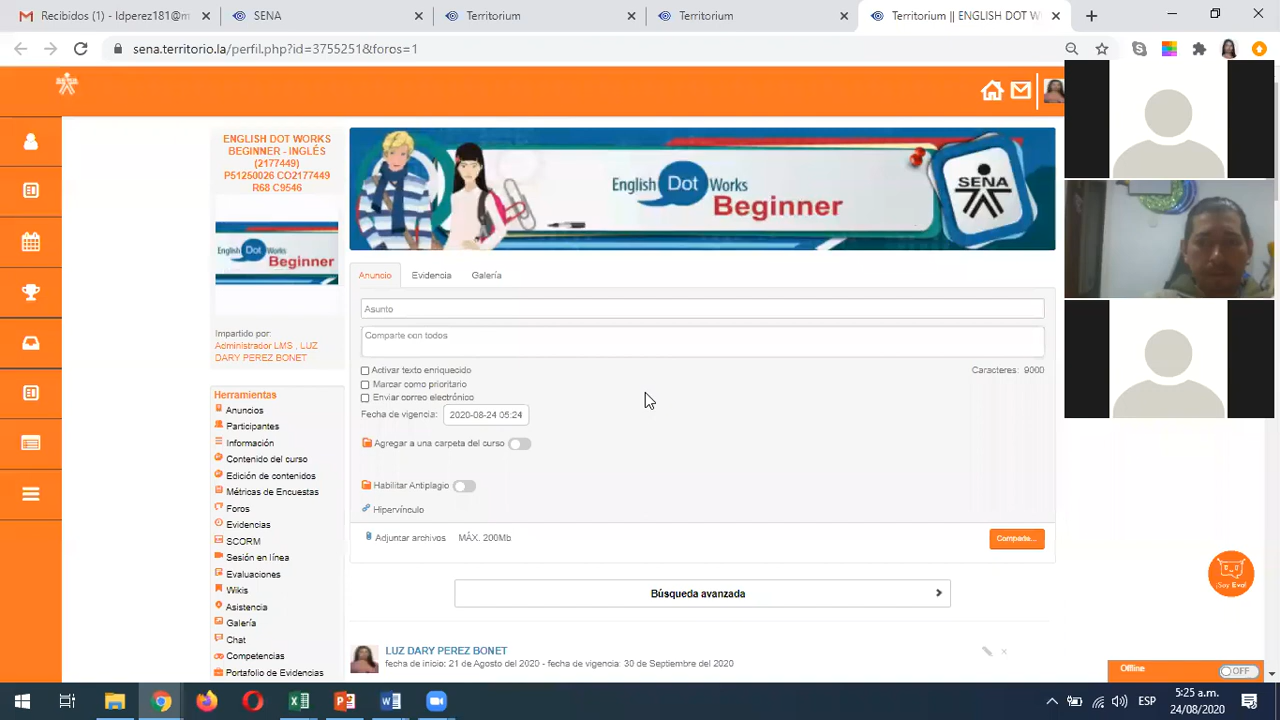 Recibidos (1) - ldperez181@m
SENA
Territorium
Territorium
Territorium || ENGLISH DOT W
sena.territorio.la/perfil.php?id=3755251&foros=1
ENGLISH DOT WORKS
BEGINNER - INGLÉS
(2177449)
P51250026 CO2177449
R68 C9546
English Dot Works
Beginner
SENA
English Dot Works
Beginner
Impartido por:
Administrador LMS , LUZ
DARY PEREZ BONET
Herramientas
Anuncios
Participantes
Información
Contenido del curso
Edición de contenidos
Métricas de Encuestas
Foros
Evidencias
SCORM
Sesión en línea
Evaluaciones
Wikis
Asistencia
Galería
Chat
Competencias
Portafolio de Evidencias
Anuncio
Evidencia
Galería
Asunto
Comparte con todos
Activar texto enriquecido
Caracteres: 9000
Marcar como prioritario
Enviar correo electrónico
Fecha de vigencia: 2020-08-24 05:24
Agregar a una carpeta del curso
Habilitar Antiplagio
Hipervínculo
Adjuntar archivos MÁX. 200Mb
Comparte...
Búsqueda avanzada
LUZ DARY PEREZ BONET
fecha de inicio: 21 de Agosto del 2020 - fecha de vigencia 30 de Septiembre del 2020
¡Soy Eva!
Offline
OFF
ESP
5:25 a.m.
24/08/2020